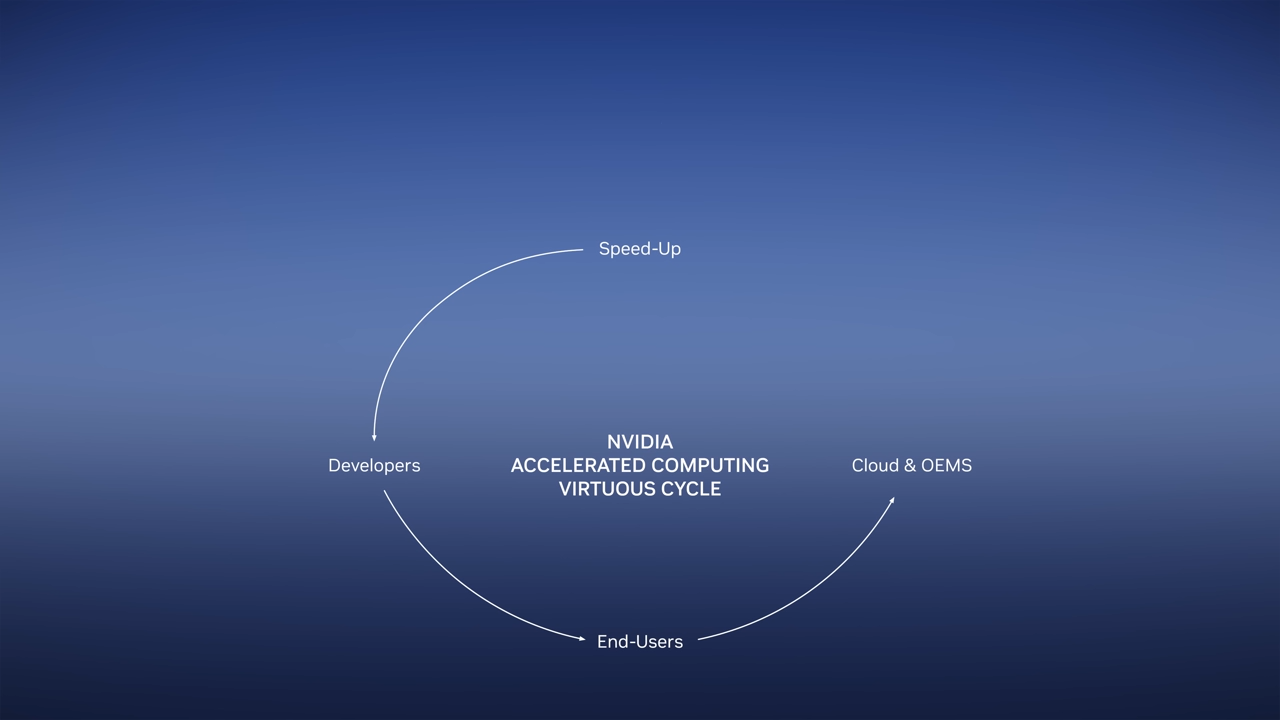 Speed-Up
NVIDIA
ACCELERATED COMPUTING
VIRTUOUS CYCLE
Developers
Cloud & OEMS
End-Users